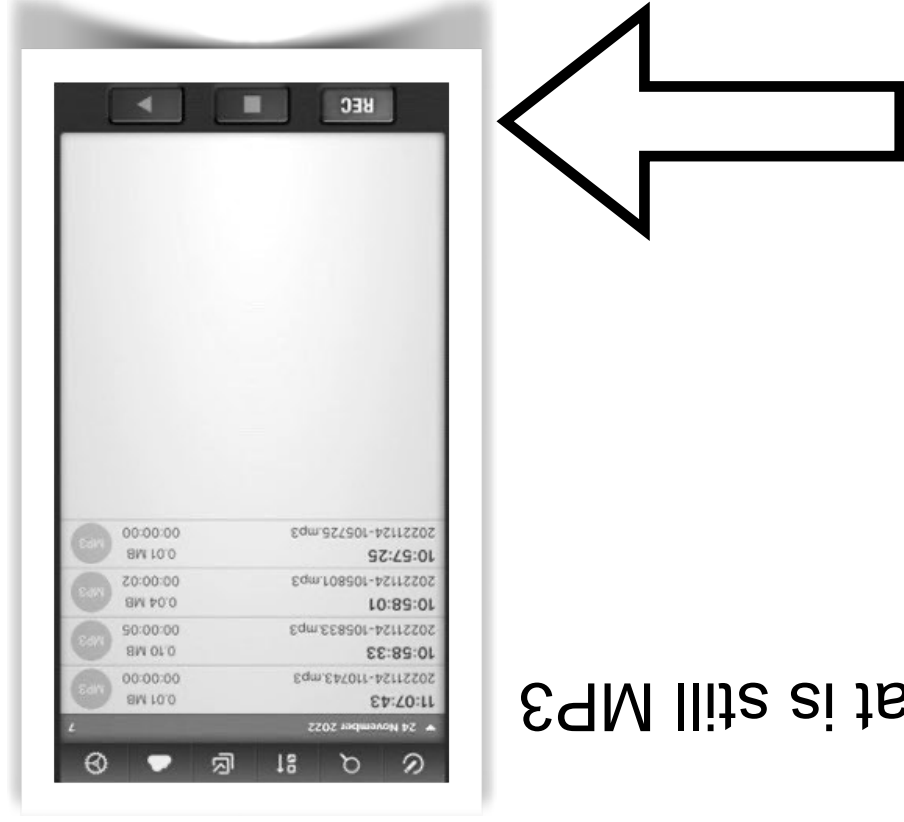 at is still MP3
24 November 2022
11:07:43 0.01 MB
20221124-110743.mp3 00:00:00 MP3
10:58:33 0.10 MB
20221124-105833.mp3 00:00:05 MP3
10:58:01 0.04 MB
20221124-105801.mp3 00:00:02 MP3
10:57:25 0.01 MB
20221124-105725.mp3 00:00:00 MP3
REC